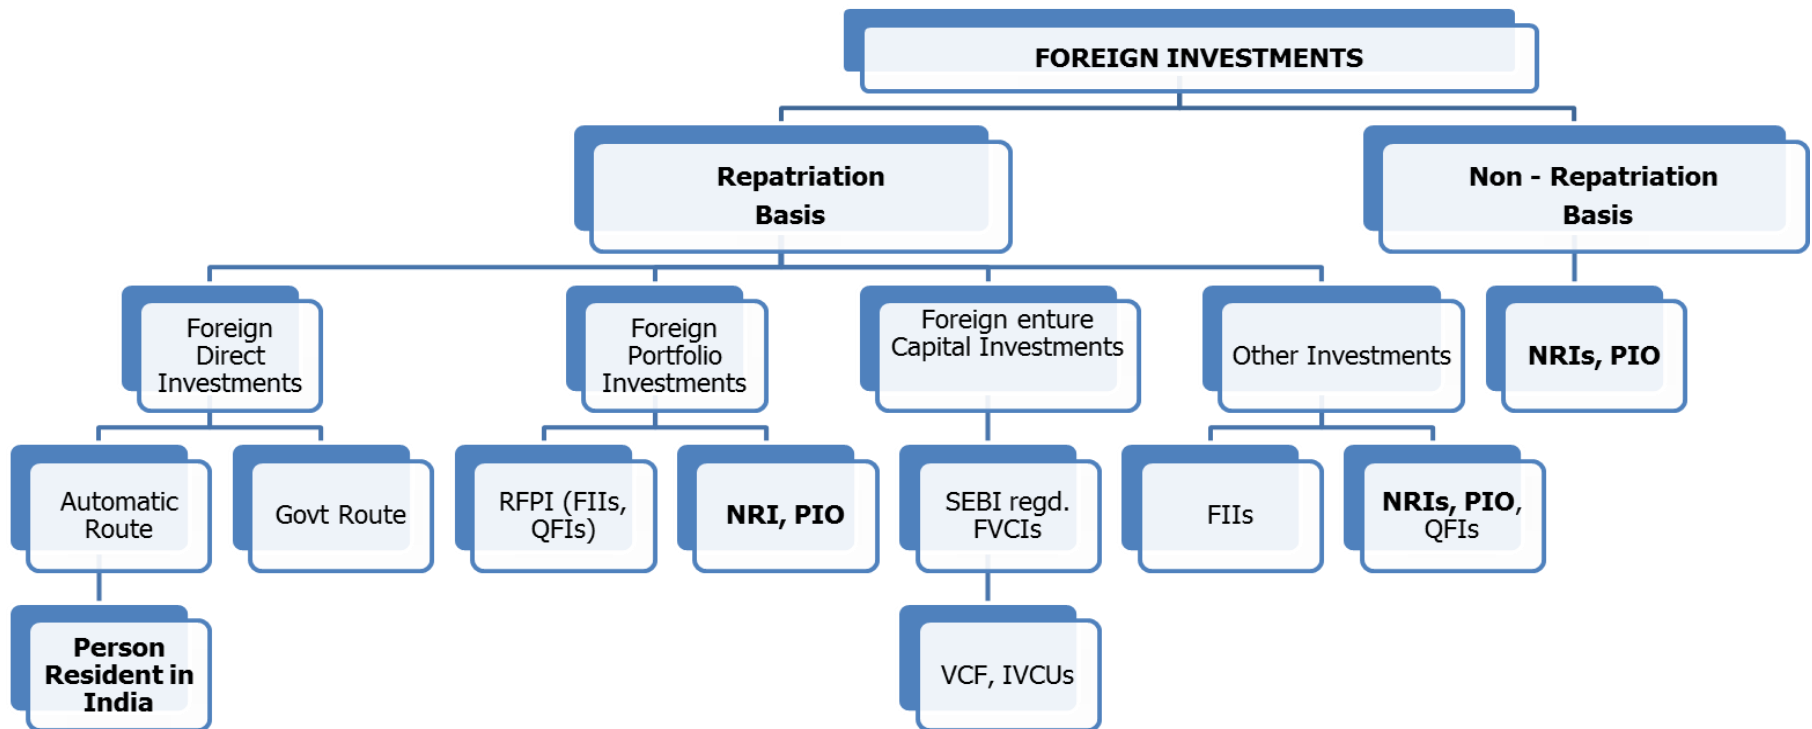 FOREIGN INVESTMENTS
Repatriation
Basis
Non - Repatriation
Basis
Foreign
Direct
Investments
Foreign
Portfolio
Investments
Foreign enture
Capital Investments
Other Investments
NRIs, PIO
Automatic
Route
Govt Route
RFPI (FIIs,
QFIs)
NRI, PIO
SEBI regd.
FVCIs
FIIs
NRIs, PIO,
QFIs
Person
Resident in
India
VCF, IVCUs